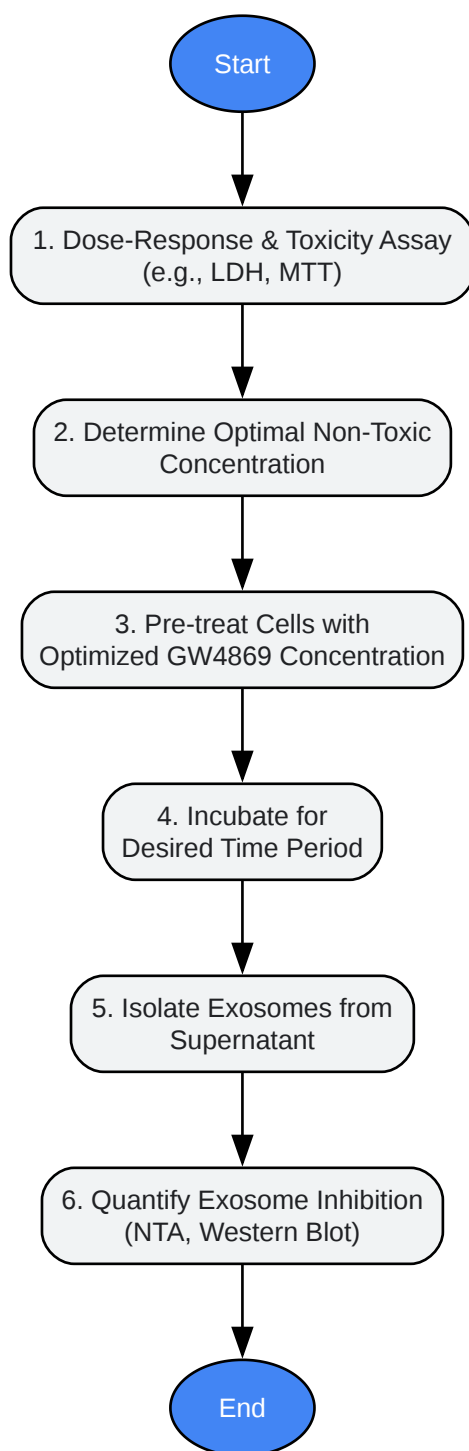 Start
1. Dose-Response & Toxicity Assay
(e.g., LDH, MTT)
2. Determine Optimal Non-Toxic
Concentration
3. Pre-treat Cells with
Optimized GW4869 Concentration
4. Incubate for
Desired Time Period
5. Isolate Exosomes from
Supernatant
6. Quantify Exosome Inhibition
(NTA, Western Blot)
End